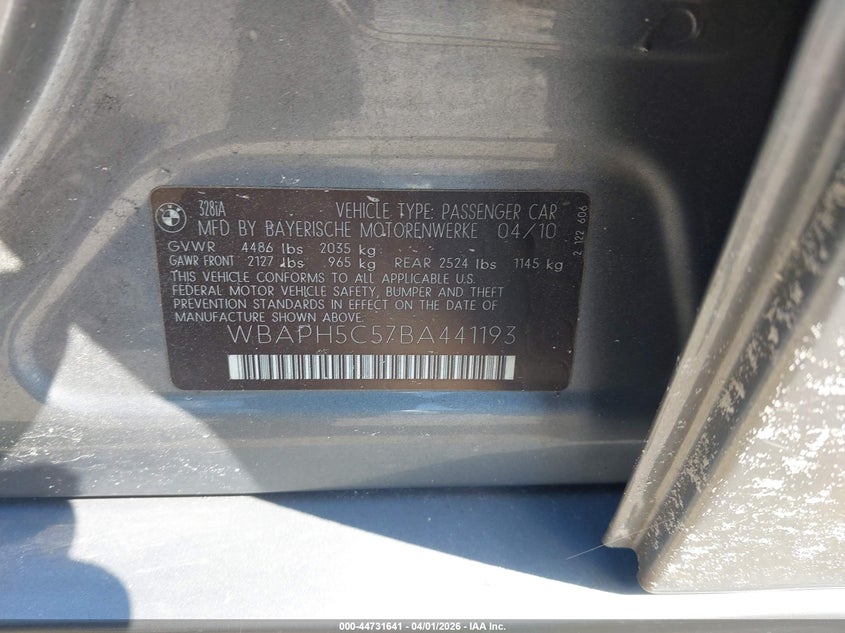 BMW
328iA
VEHICLE TYPE: PASSENGER CAR
MFD BY BAYERISCHE MOTORENWERKE 04/10
GVWR 4486 lbs 2035 kg
GAWR FRONT 2127 lbs 965 kg REAR 2524 lbs 1145 kg
THIS VEHICLE CONFORMS TO ALL APPLICABLE U.S.
FEDERAL MOTOR VEHICLE SAFETY, BUMPER AND THEFT
PREVENTION STANDARDS IN EFFECT ON THE DATE OF
MANUFACTURE SHOWN ABOVE.
WBAPH5C57BA441193
2 122 606
000-44731641 - 04/01/2026 - IAA Inc.